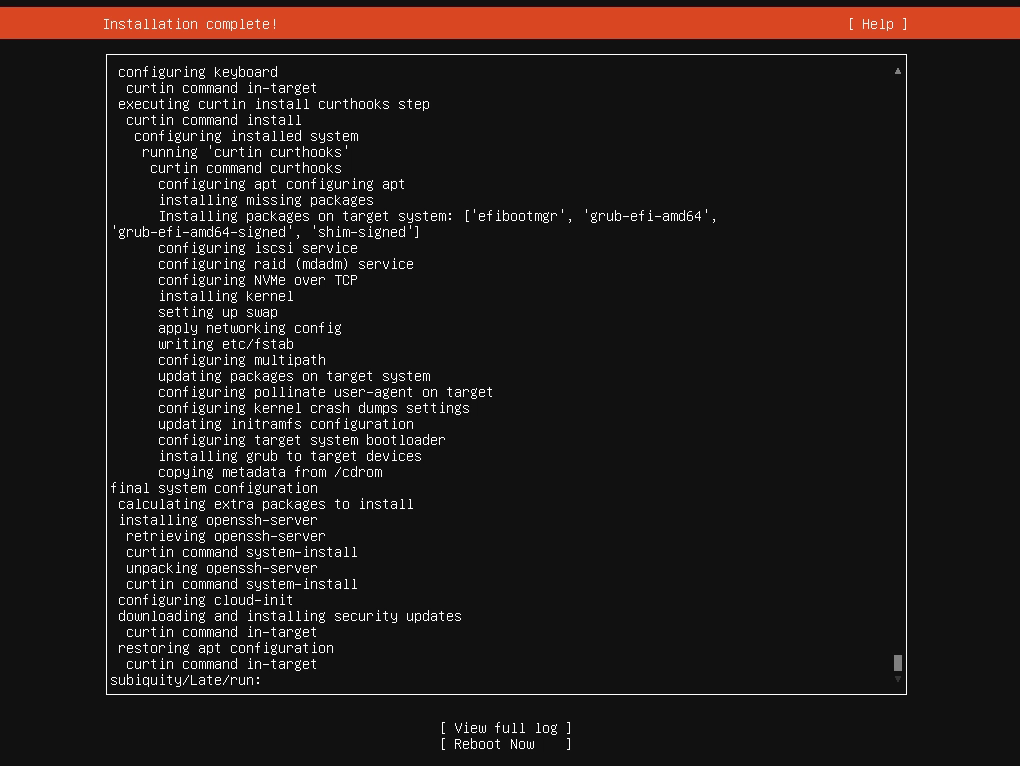 Installation complete! [ Help ]
configuring keyboard
curtin command in-target
executing curtin install curthooks step
curtin command install
configuring installed system
running 'curtin curthooks'
curtin command curthooks
configuring apt configuring apt
installing missing packages
Installing packages on target system: ['efibootmgr', 'grub-efi-amd64',
'grub-efi-amd64-signed', 'shim-signed']
configuring iscsi service
configuring raid (mdadm) service
configuring NVMe over TCP
installing kernel
setting up swap
apply networking config
writing etc/fstab
configuring multipath
updating packages on target system
configuring pollinate user-agent on target
configuring kernel crash dumps settings
updating initramfs configuration
configuring target system bootloader
installing grub to target devices
copying metadata from /cdrom
final system configuration
calculating extra packages to install
installing openssh-server
retrieving openssh-server
curtin command system-install
unpacking openssh-server
curtin command system-install
configuring cloud-init
downloading and installing security updates
curtin command in-target
restoring apt configuration
curtin command in-target
subiquity/Late/run:
[ View full log ]
[ Reboot Now ]